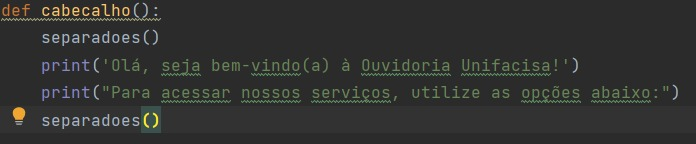 def cabecalho():
    separadoes()
    print('Olá, seja bem-vindo(a) à Ouvidoria Unifacisa!')
    print("Para acessar nossos serviços, utilize as opções abaixo:")
    separadoes()